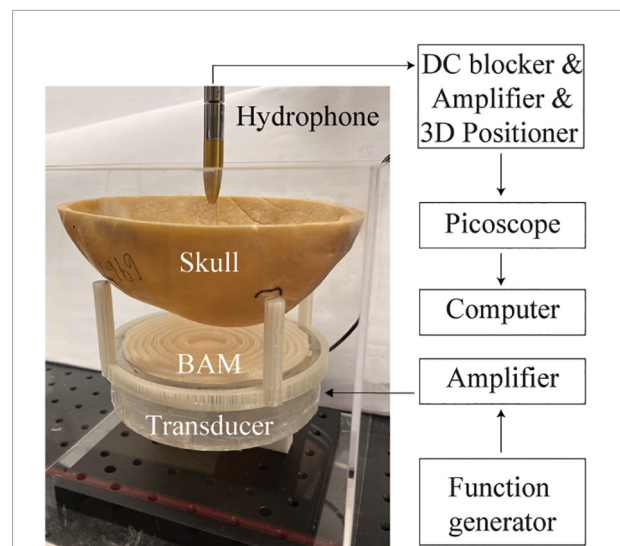 DC blocker &
Amplifier &
3D Positioner
Hydrophone
Picoscope
Skull
Computer
BAM
Amplifier
Transducer
Function
generator